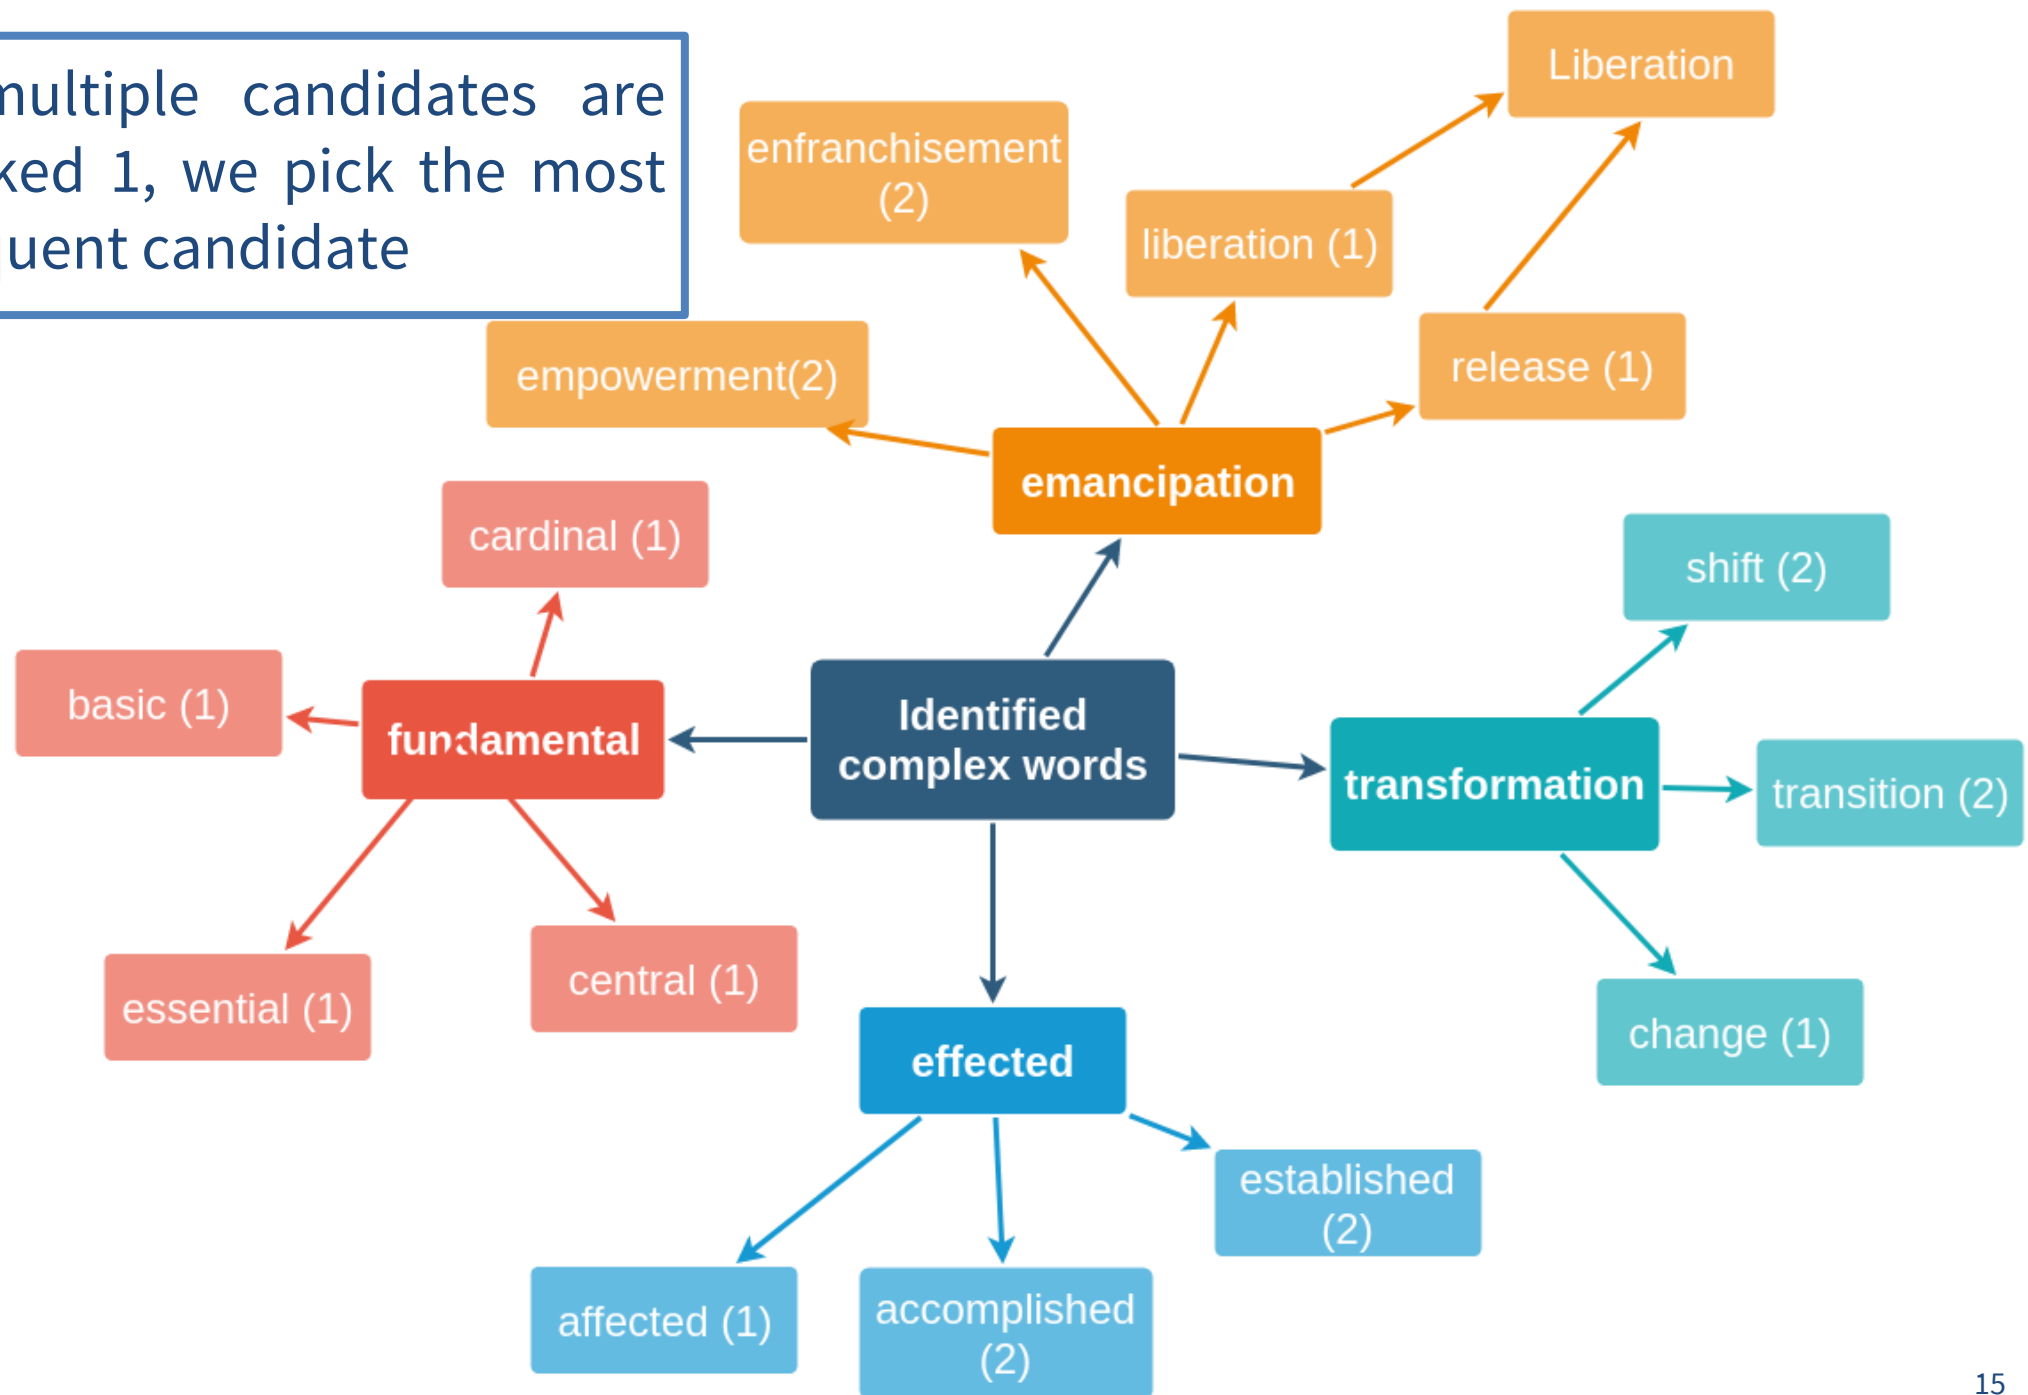 multiple candidates are
ked 1, we pick the most
quent candidate
Liberation
enfranchisement
(2)
liberation (1)
release (1)
empowerment(2)
emancipation
cardinal (1)
shift (2)
basic (1)
fundamental
Identified
complex words
transformation
transition (2)
essential (1)
central (1)
change (1)
effected
established
(2)
affected (1)
accomplished
(2)
15